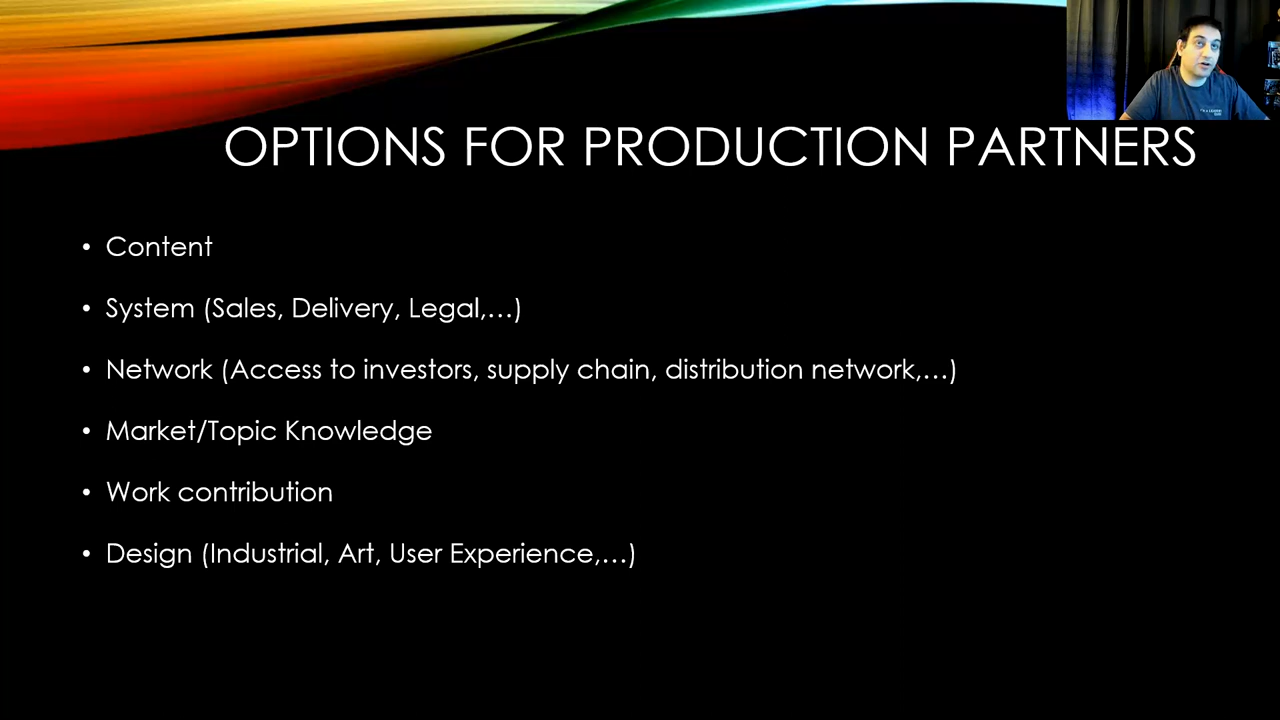 OPTIONS FOR PRODUCTION PARTNERS
• Content
• System (Sales, Delivery, Legal,…)
• Network (Access to investors, supply chain, distribution network,…)
• Market/Topic Knowledge
• Work contribution
• Design (Industrial, Art, User Experience,…)